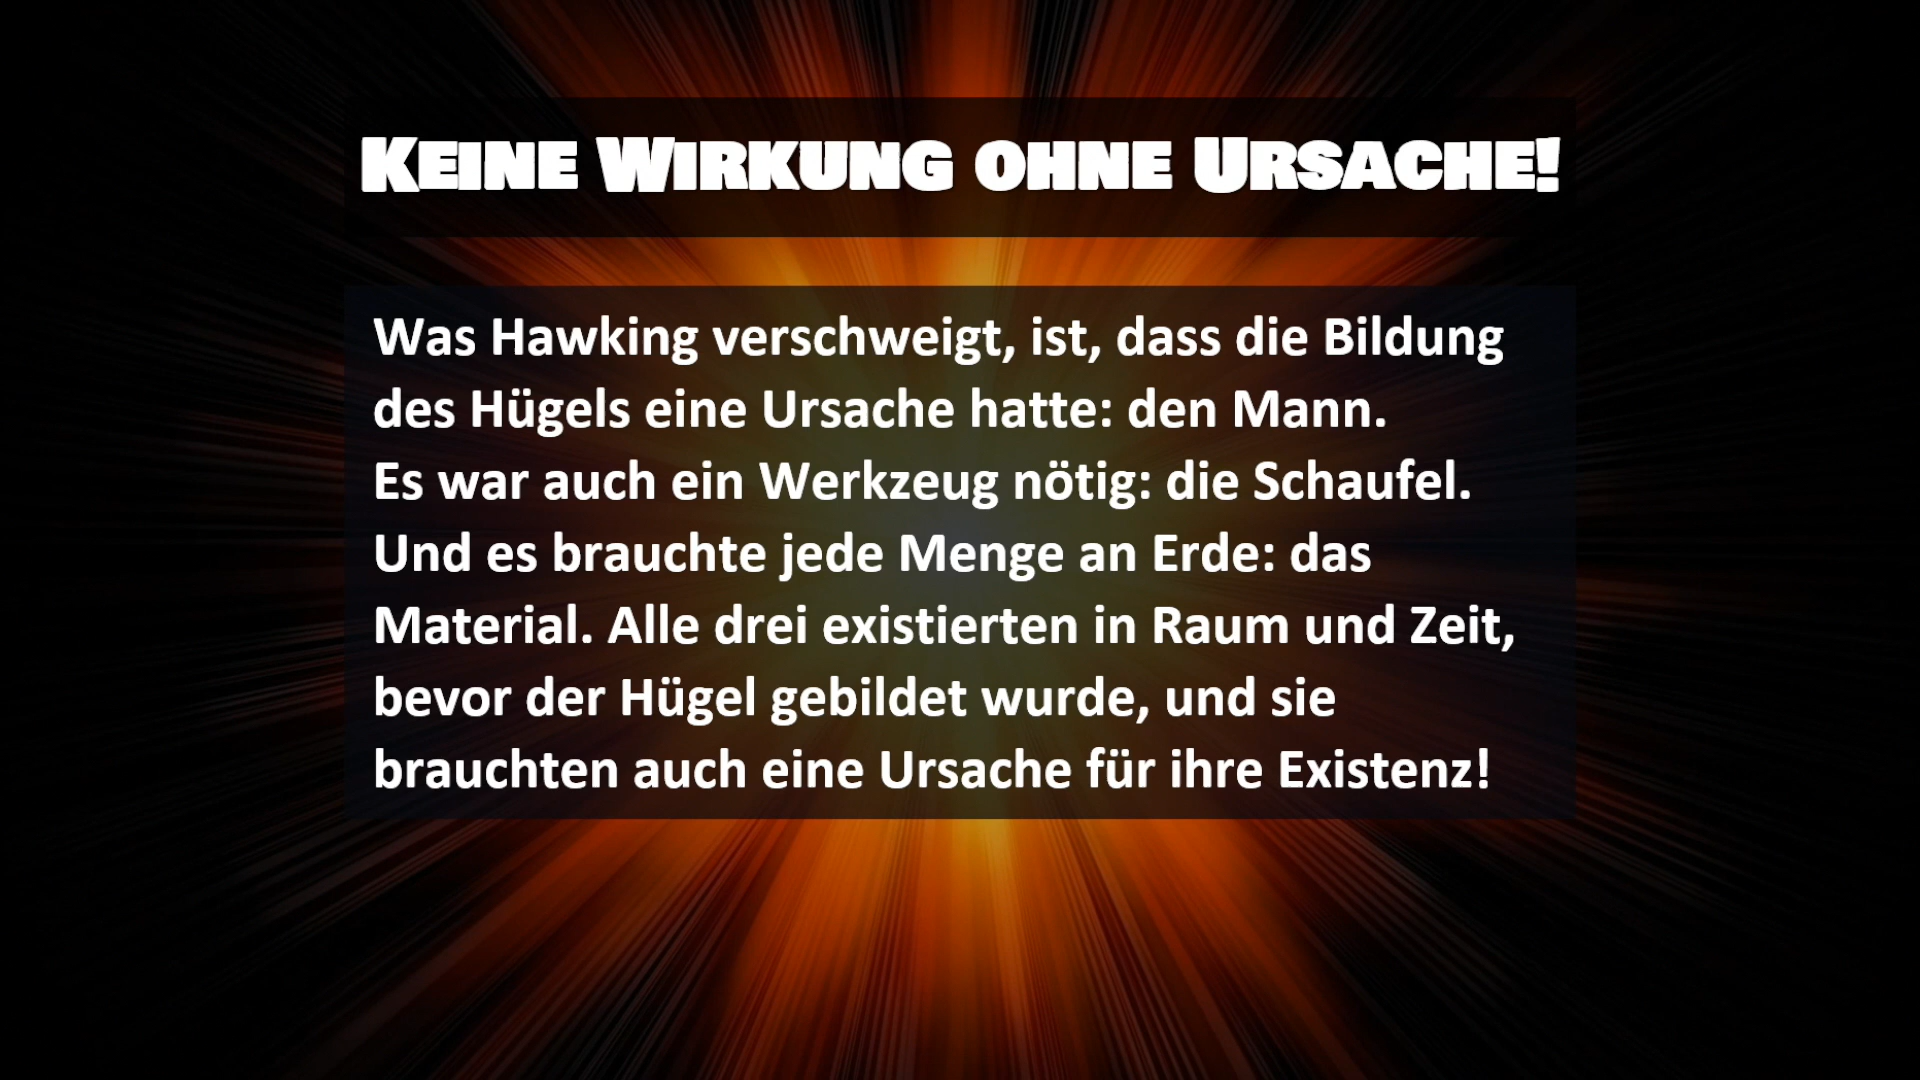 Keine Wirkung ohne Ursache!
Was Hawking verschweigt, ist, dass die Bildung
des Hügels eine Ursache hatte: den Mann.
Es war auch ein Werkzeug nötig: die Schaufel.
Und es brauchte jede Menge an Erde: das
Material. Alle drei existierten in Raum und Zeit,
bevor der Hügel gebildet wurde, und sie
brauchten auch eine Ursache für ihre Existenz!